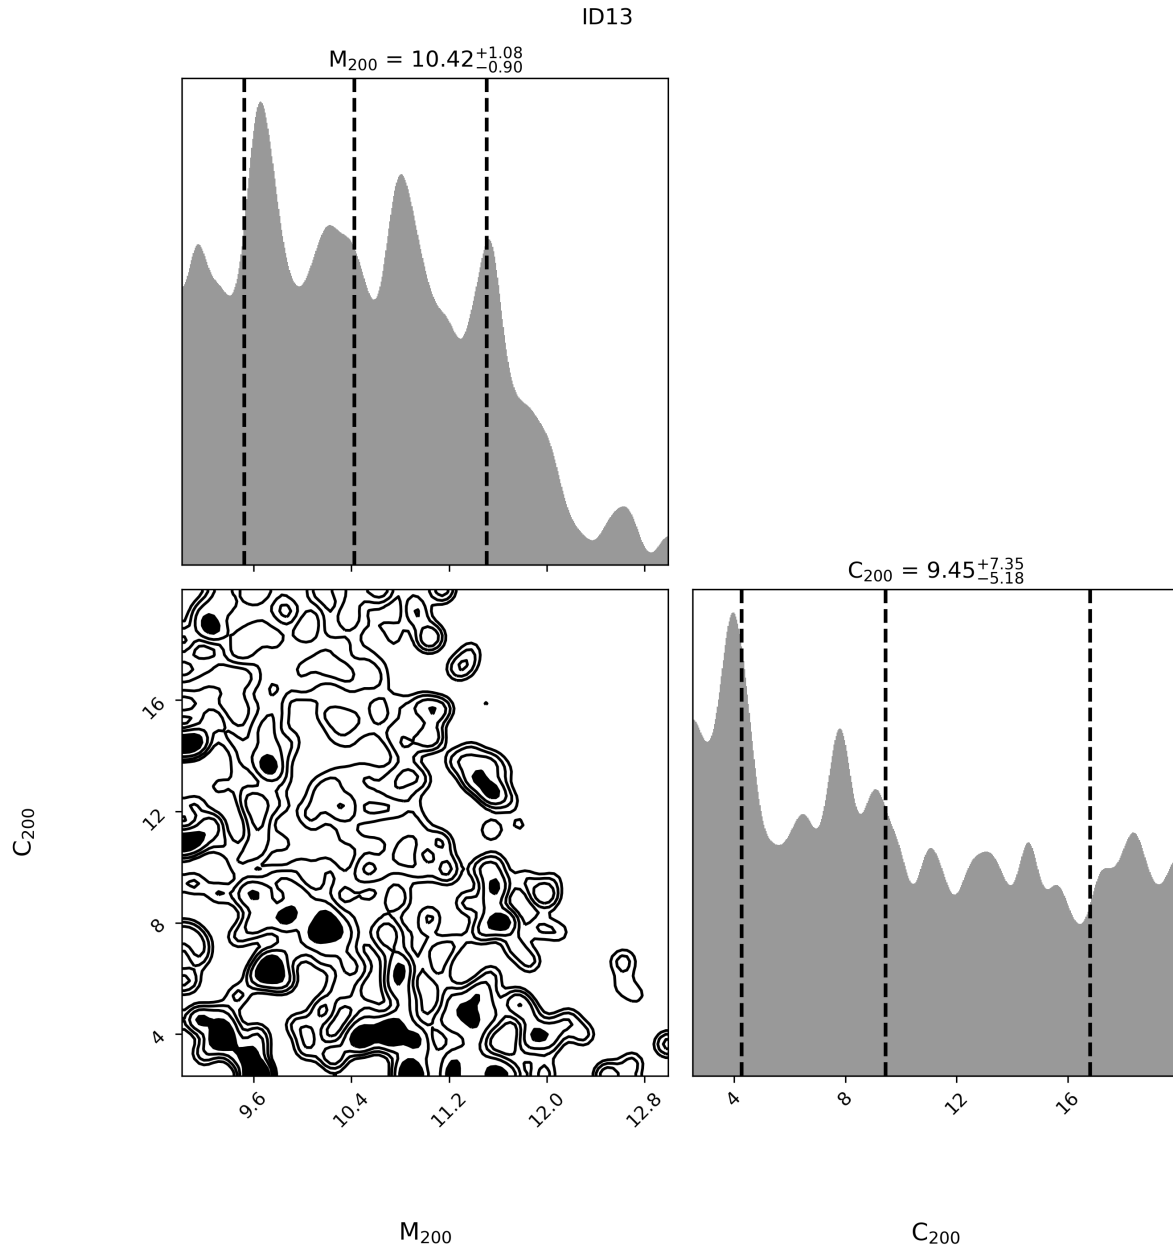 ID13
M₂₀₀ = 10.42⁺¹·⁰⁸₋₀.₉₀
C₂₀₀ = 9.45⁺⁷·³⁵₋₅.₁₈
C₂₀₀
16
12
8
4
9.6 10.4 11.2 12.0 12.8
4 8 12 16
M₂₀₀ C₂₀₀